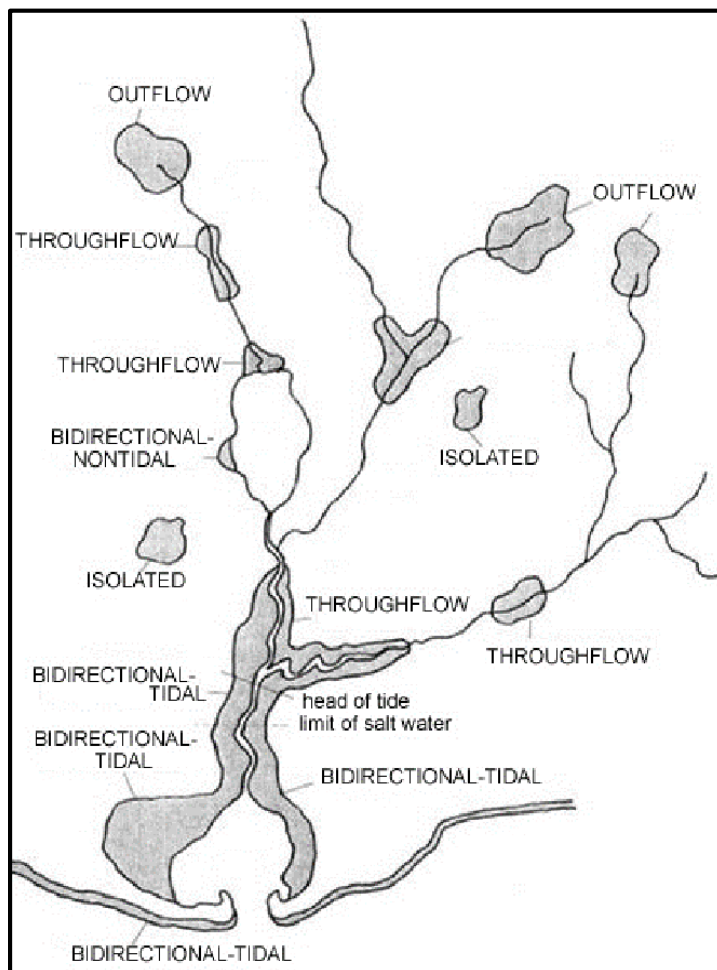 OUTFLOW
OUTFLOW
THROUGHFLOW
THROUGHFLOW
BIDIRECTIONAL-
NONTIDAL
ISOLATED
ISOLATED
THROUGHFLOW
THROUGHFLOW
BIDIRECTIONAL-
TIDAL
head of tide
limit of salt water
BIDIRECTIONAL-
TIDAL
BIDIRECTIONAL-TIDAL
BIDIRECTIONAL-TIDAL